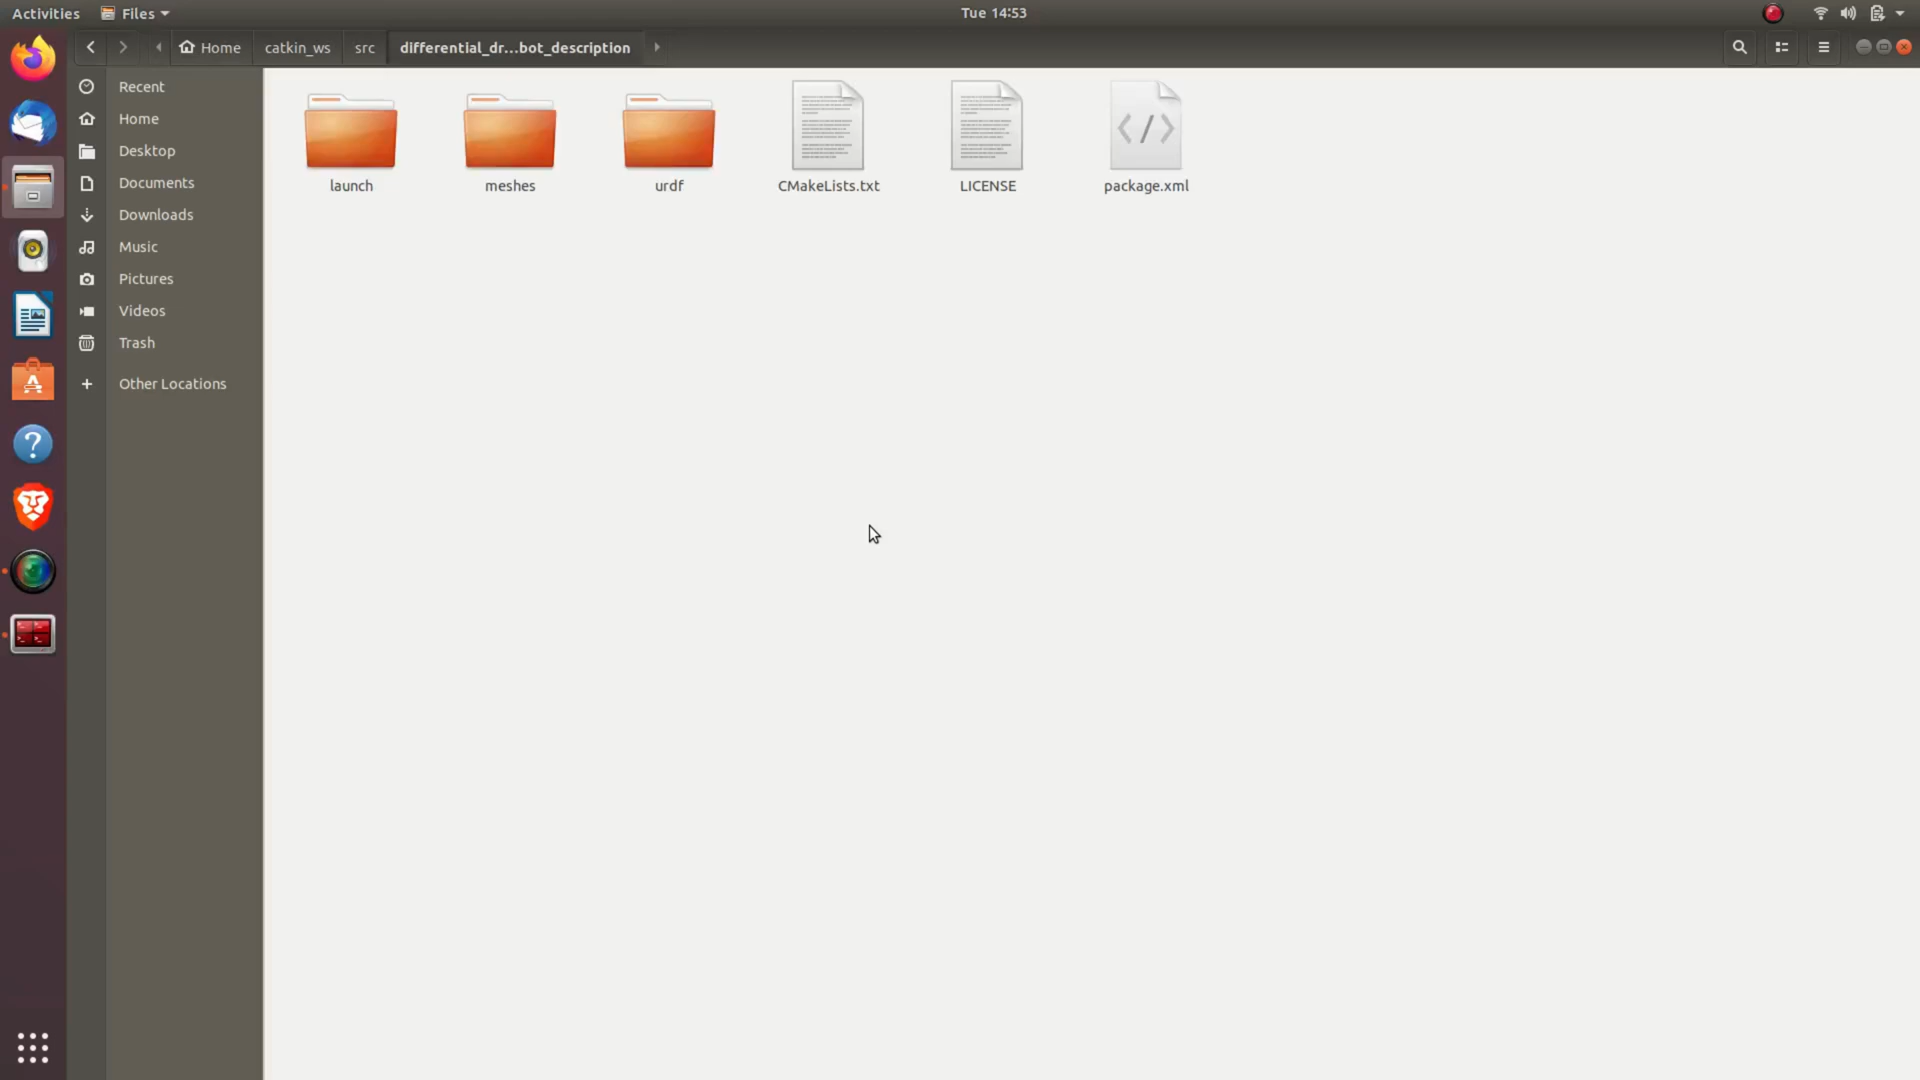 Activities
Files
Tue 14:53
Home
catkin_ws
src
differential_dr...bot_description
Recent
Home
Desktop
Documents
Downloads
Music
Pictures
Videos
Trash
Other Locations
launch
meshes
urdf
CMakeLists.txt
LICENSE
package.xml